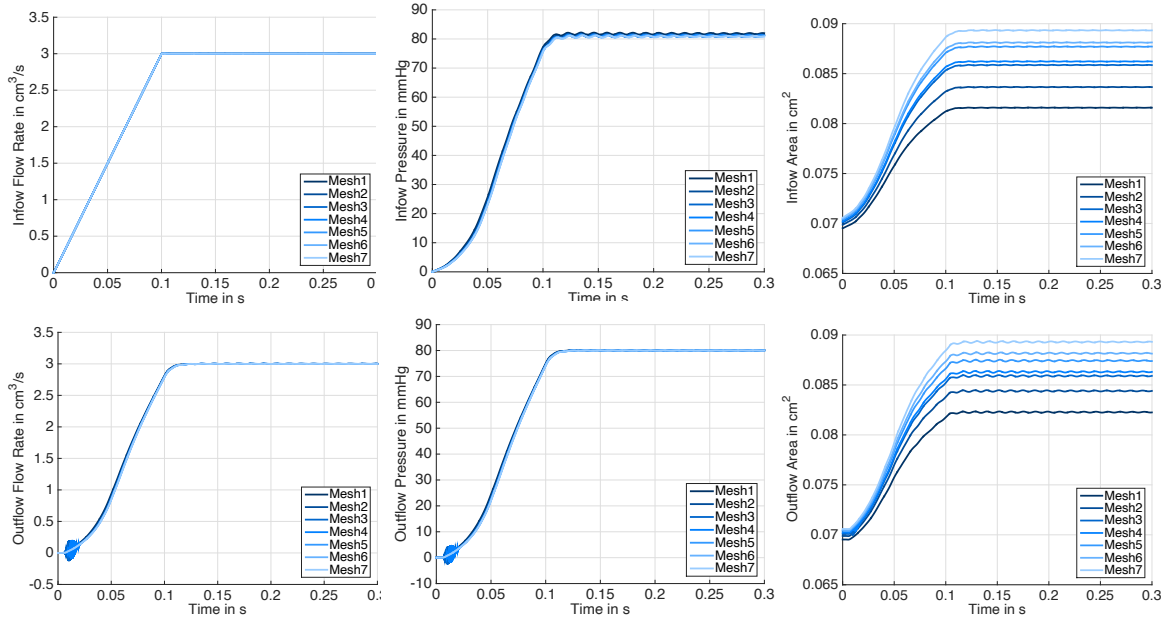 3.5
3
2.5
2
1.5
1
0.5
0
Inflow Flow Rate in cm³/s
0 0.05 0.1 0.15 0.2 0.25 0.
Time in s
Mesh1
Mesh2
Mesh3
Mesh4
Mesh5
Mesh6
Mesh7
90
80
70
60
50
40
30
20
10
0
Infow Pressure in mmHg
0 0.05 0.1 0.15 0.2 0.25 0.3
Time in s
Mesh1
Mesh2
Mesh3
Mesh4
Mesh5
Mesh6
Mesh7
0.09
0.085
0.08
0.075
0.07
0.065
Infow Area in cm²
0 0.05 0.1 0.15 0.2 0.25 0.3
Time in s
Mesh1
Mesh2
Mesh3
Mesh4
Mesh5
Mesh6
Mesh7
3.5
3
2.5
2
1.5
1
0.5
0
-0.5
Outflow Flow Rate in cm³/s
0 0.05 0.1 0.15 0.2 0.25 0.
Time in s
Mesh1
Mesh2
Mesh3
Mesh4
Mesh5
Mesh6
Mesh7
90
80
70
60
50
40
30
20
10
0
-10
Outflow Pressure in mmHg
0 0.05 0.1 0.15 0.2 0.25 0.3
Time in s
Mesh1
Mesh2
Mesh3
Mesh4
Mesh5
Mesh6
Mesh7
0.09
0.085
0.08
0.075
0.07
0.065
Outflow Area in cm²
0 0.05 0.1 0.15 0.2 0.25 0.3
Time in s
Mesh1
Mesh2
Mesh3
Mesh4
Mesh5
Mesh6
Mesh7